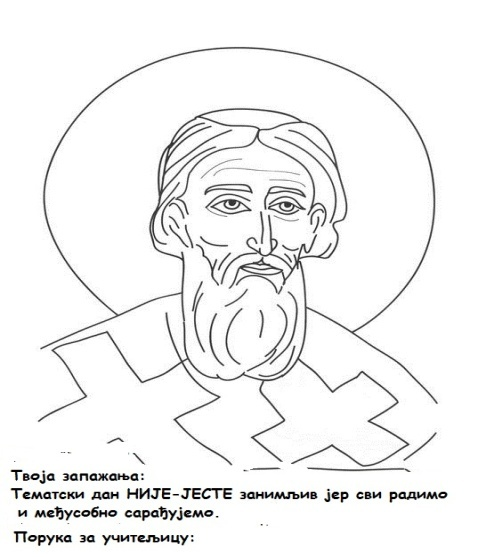 Твоја запажања:
Тематски дан НИЈЕ-ЈЕСТЕ занимљив јер сви радимо
и међусобно сарађујемо.
Порука за учитељицу: